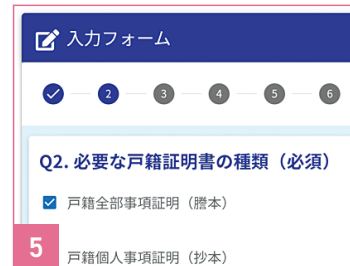 入力フォーム
2 3 4 5 6
Q2. 必要な戸籍証明書の種類（必須）
戸籍全部事項証明（謄本）
5
戸籍個人事項証明（抄本）